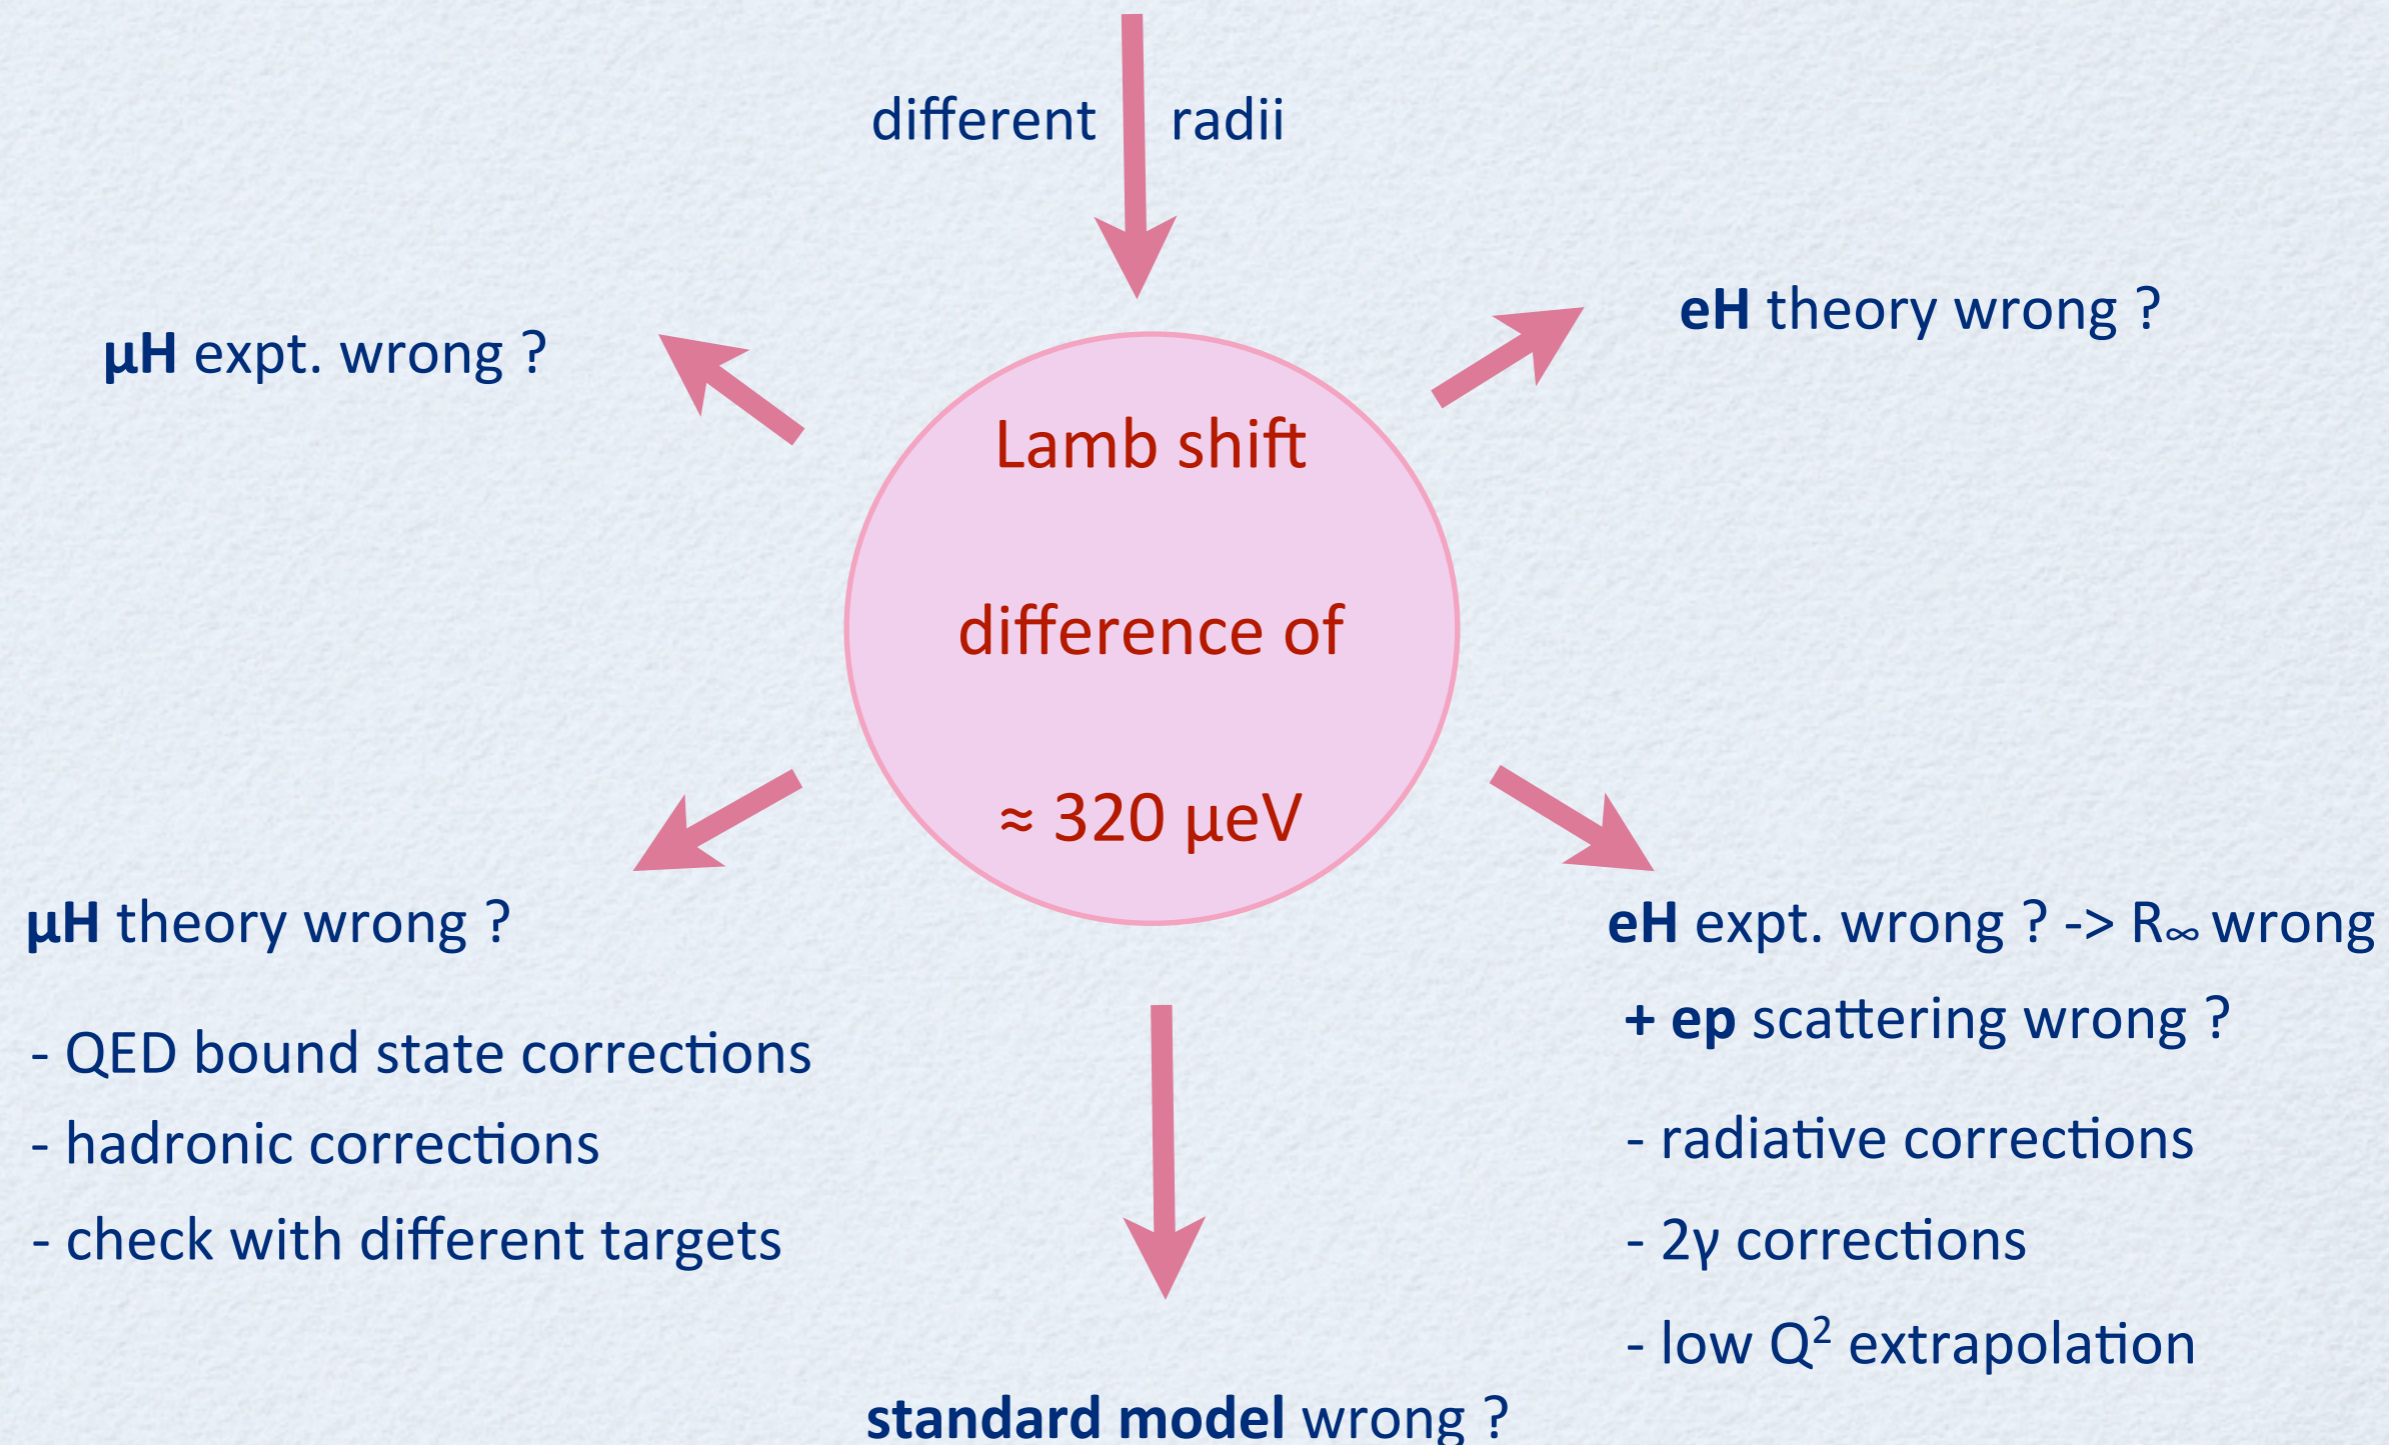 different radii
µH expt. wrong ?
eH theory wrong ?
Lamb shift
difference of
≈ 320 µeV
µH theory wrong ?
- QED bound state corrections
- hadronic corrections
- check with different targets
eH expt. wrong ? -> R∞ wrong
+ ep scattering wrong ?
- radiative corrections
- 2γ corrections
- low Q² extrapolation
standard model wrong ?